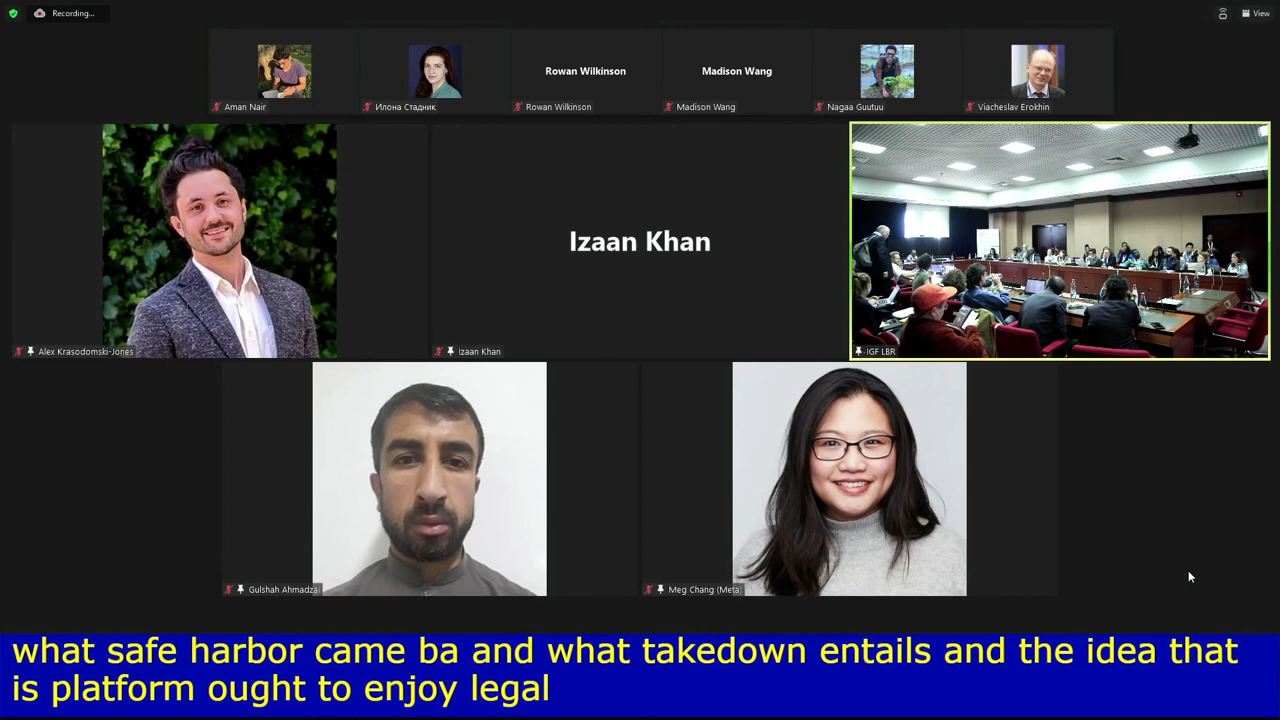 Recording...
View
Rowan Wilkinson
Madison Wang
Aman Nair
Илона Стадник
Rowan Wilkinson
Madison Wang
Nagaa Guutuu
Viacheslav Erokhin
Izaan Khan
Alex Krasodomski-Jones
Izaan Khan
IGF LBR
Gulshah Ahmadzai
Meg Chang (Meta)
what safe harbor came ba and what takedown entails and the idea that
is platform ought to enjoy legal